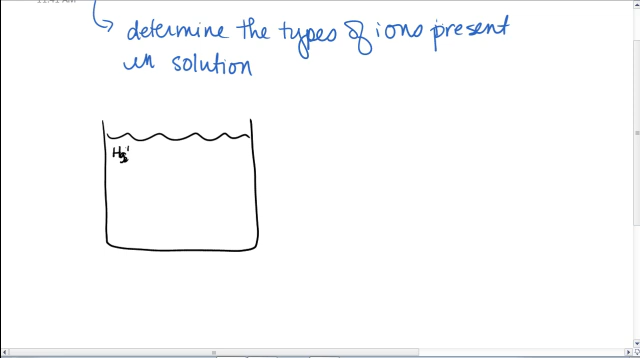 determine the types of ions present
in solution